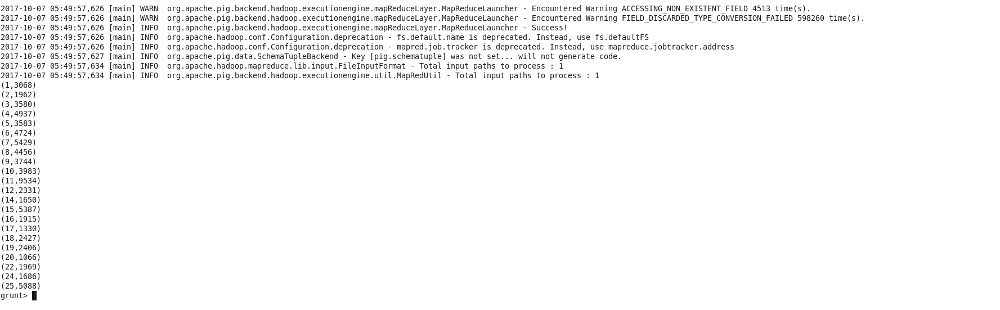 2017-10-07 05:49:57,626 [main] WARN  org.apache.pig.backend.hadoop.executionengine.mapReduceLayer.MapReduceLauncher - Encountered Warning ACCESSING_NON_EXISTENT_FIELD 4513 time(s).
2017-10-07 05:49:57,626 [main] WARN  org.apache.pig.backend.hadoop.executionengine.mapReduceLayer.MapReduceLauncher - Encountered Warning FIELD_DISCARDED_TYPE_CONVERSION_FAILED 598260 time(s).
2017-10-07 05:49:57,626 [main] INFO  org.apache.pig.backend.hadoop.executionengine.mapReduceLayer.MapReduceLauncher - Success!
2017-10-07 05:49:57,626 [main] INFO  org.apache.hadoop.conf.Configuration.deprecation - fs.default.name is deprecated. Instead, use fs.defaultFS
2017-10-07 05:49:57,626 [main] INFO  org.apache.hadoop.conf.Configuration.deprecation - mapred.job.tracker is deprecated. Instead, use mapreduce.jobtracker.address
2017-10-07 05:49:57,627 [main] INFO  org.apache.pig.data.SchemaTupleBackend - Key [pig.schematuple] was not set... will not generate code.
2017-10-07 05:49:57,634 [main] INFO  org.apache.hadoop.mapreduce.lib.input.FileInputFormat - Total input paths to process : 1
2017-10-07 05:49:57,634 [main] INFO  org.apache.pig.backend.hadoop.executionengine.util.MapRedUtil - Total input paths to process : 1
(1,3068)
(2,1962)
(3,3580)
(4,4937)
(5,3583)
(6,4724)
(7,5429)
(8,4456)
(9,3744)
(10,3983)
(11,9534)
(12,2331)
(14,1650)
(15,5387)
(16,1915)
(17,1330)
(18,2427)
(19,2406)
(20,1066)
(22,1969)
(24,1686)
(25,5088)
grunt>